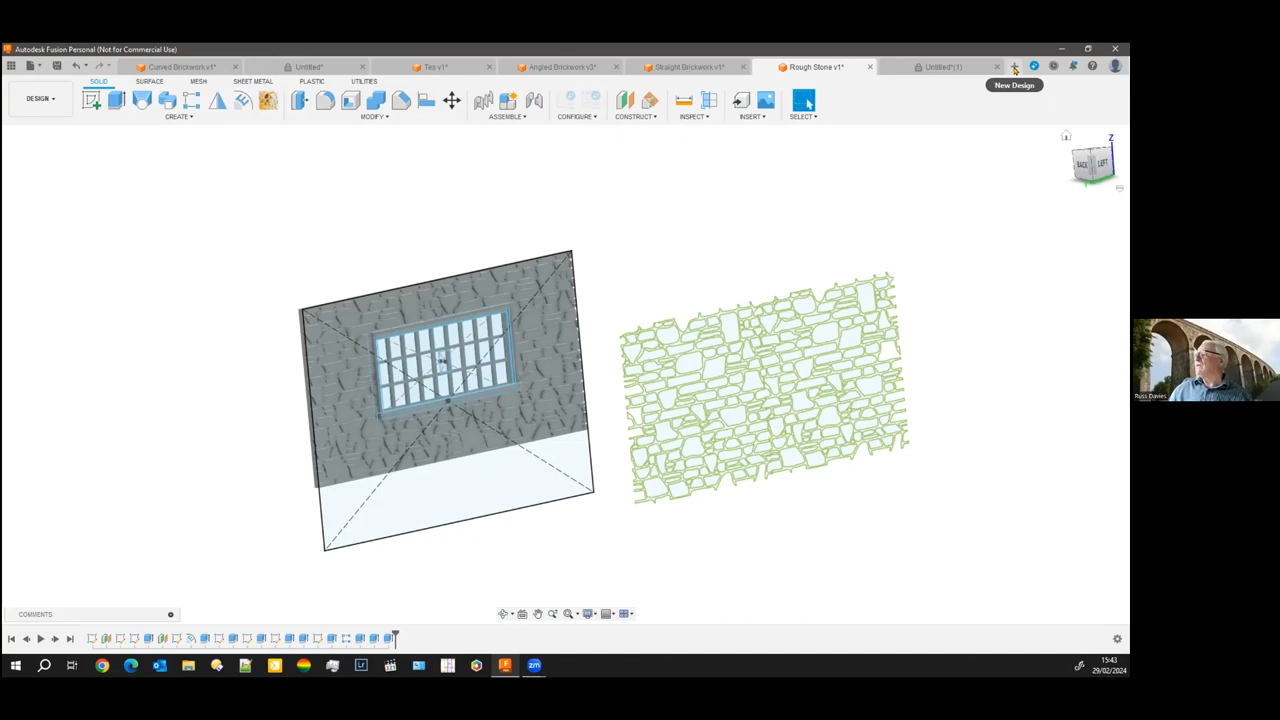 Autodesk Fusion Personal (Not for Commercial Use)
Curved Brickwork v1*
Untitled*
Tes v1*
Angled Brickwork v3*
Straight Brickwork v1*
Rough Stone v1*
Untitled*(1)
New Design
SOLID
SURFACE
MESH
SHEET METAL
PLASTIC
UTILITIES
DESIGN
CREATE
MODIFY
ASSEMBLE
CONFIGURE
CONSTRUCT
INSPECT
INSERT
SELECT
Z
BACK
LEFT
Russ Davies
COMMENTS
15:43
29/02/2024